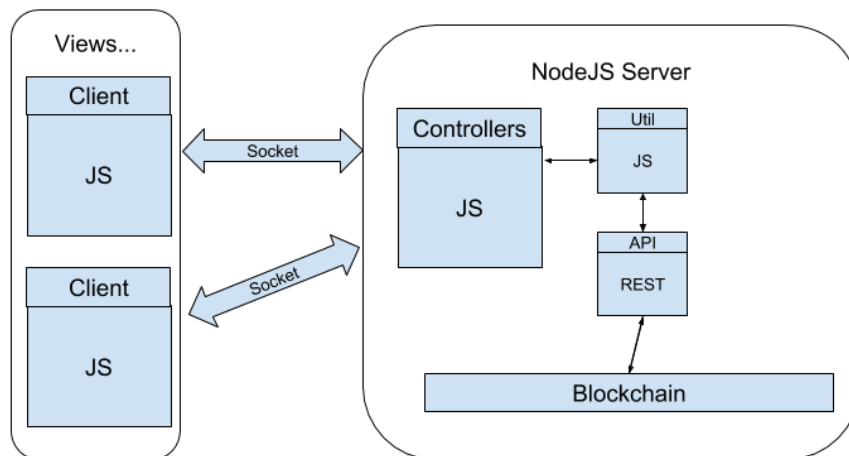 Views...
Client
JS
Client
JS
Socket
Socket
NodeJS Server
Controllers
JS
Util
JS
API
REST
Blockchain